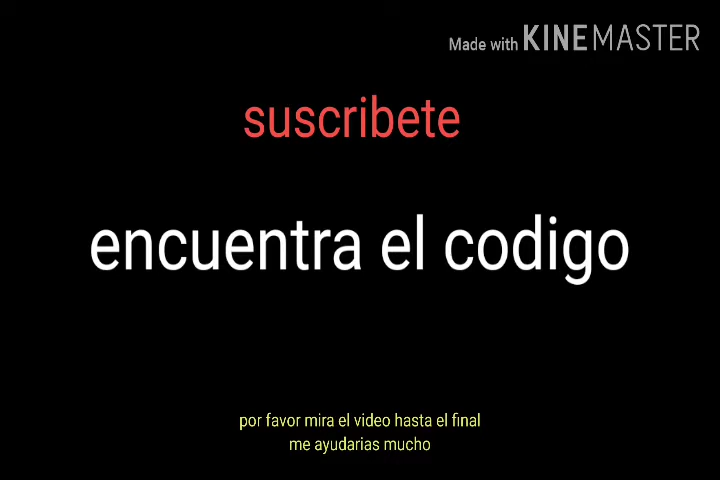 Made with KINEMASTER
suscribete
encuentra el codigo
por favor mira el video hasta el final
me ayudarias mucho